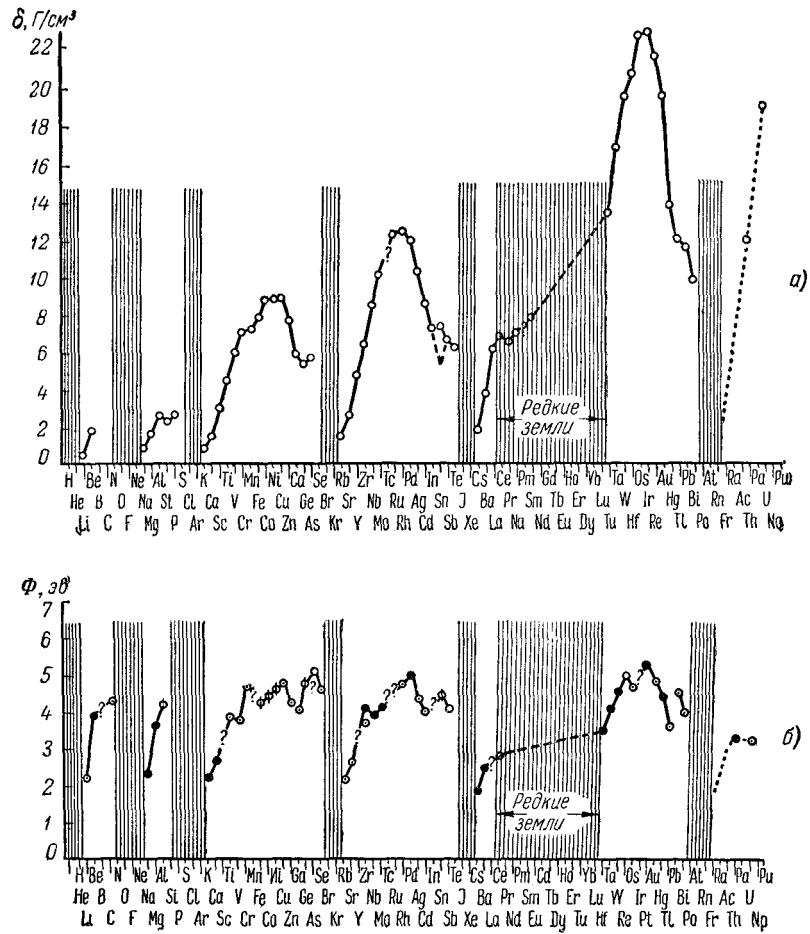 δ, Г/см³
22
20
18
16
14
12
10
8
6
4
2
0
?
?
Редкие
земли
а)
H Be N Ne Al S K Ti Mn Ni Ca Se Rb Zr Tc Pd In Te Cs Ce Pm Gd Ho Yb Ta Os Au Pb At Ra Pa Pu
He B O Na St Cl Ca V Fe Cu Ge Br Sr Nb Ru Ag Sn J Ba Pr Sm Tb Er Lu W Ir Hg Bi Rn Ac U
Li C F Mg P Ar Sc Cr Co Zn As Kr Y Mo Rh Cd Sb Xe La Na Nd Eu Dy Tu Hf Re Tl Po Fr Th Np
Ф, эв
7
6
5
4
3
2
1
0
? ? ? ? ? ? ? ? ? ?
Редкие
земли
б)
H Be N Ne Al S K Ti Mn Ni Ga Se Rb Zr Tc Pd In Te Cs Ce Pm Cd Ho Yb Ta Os Au Pb At Ra Pa Pu
He B O Na Si Cl Ca V Fe Cu Ge Br Sr Nb Ru Ag Sn J Ba Pr Sm Tb Er Lu W Ir Hg Bi Rn Ac U
Li C F Mg P Ar Sc Cr Co Zn As Kr Y Mo Rh Cd Sb Xe La Nd Eu Dy Tu Hf Re Pt Tl Po Fr Th Np